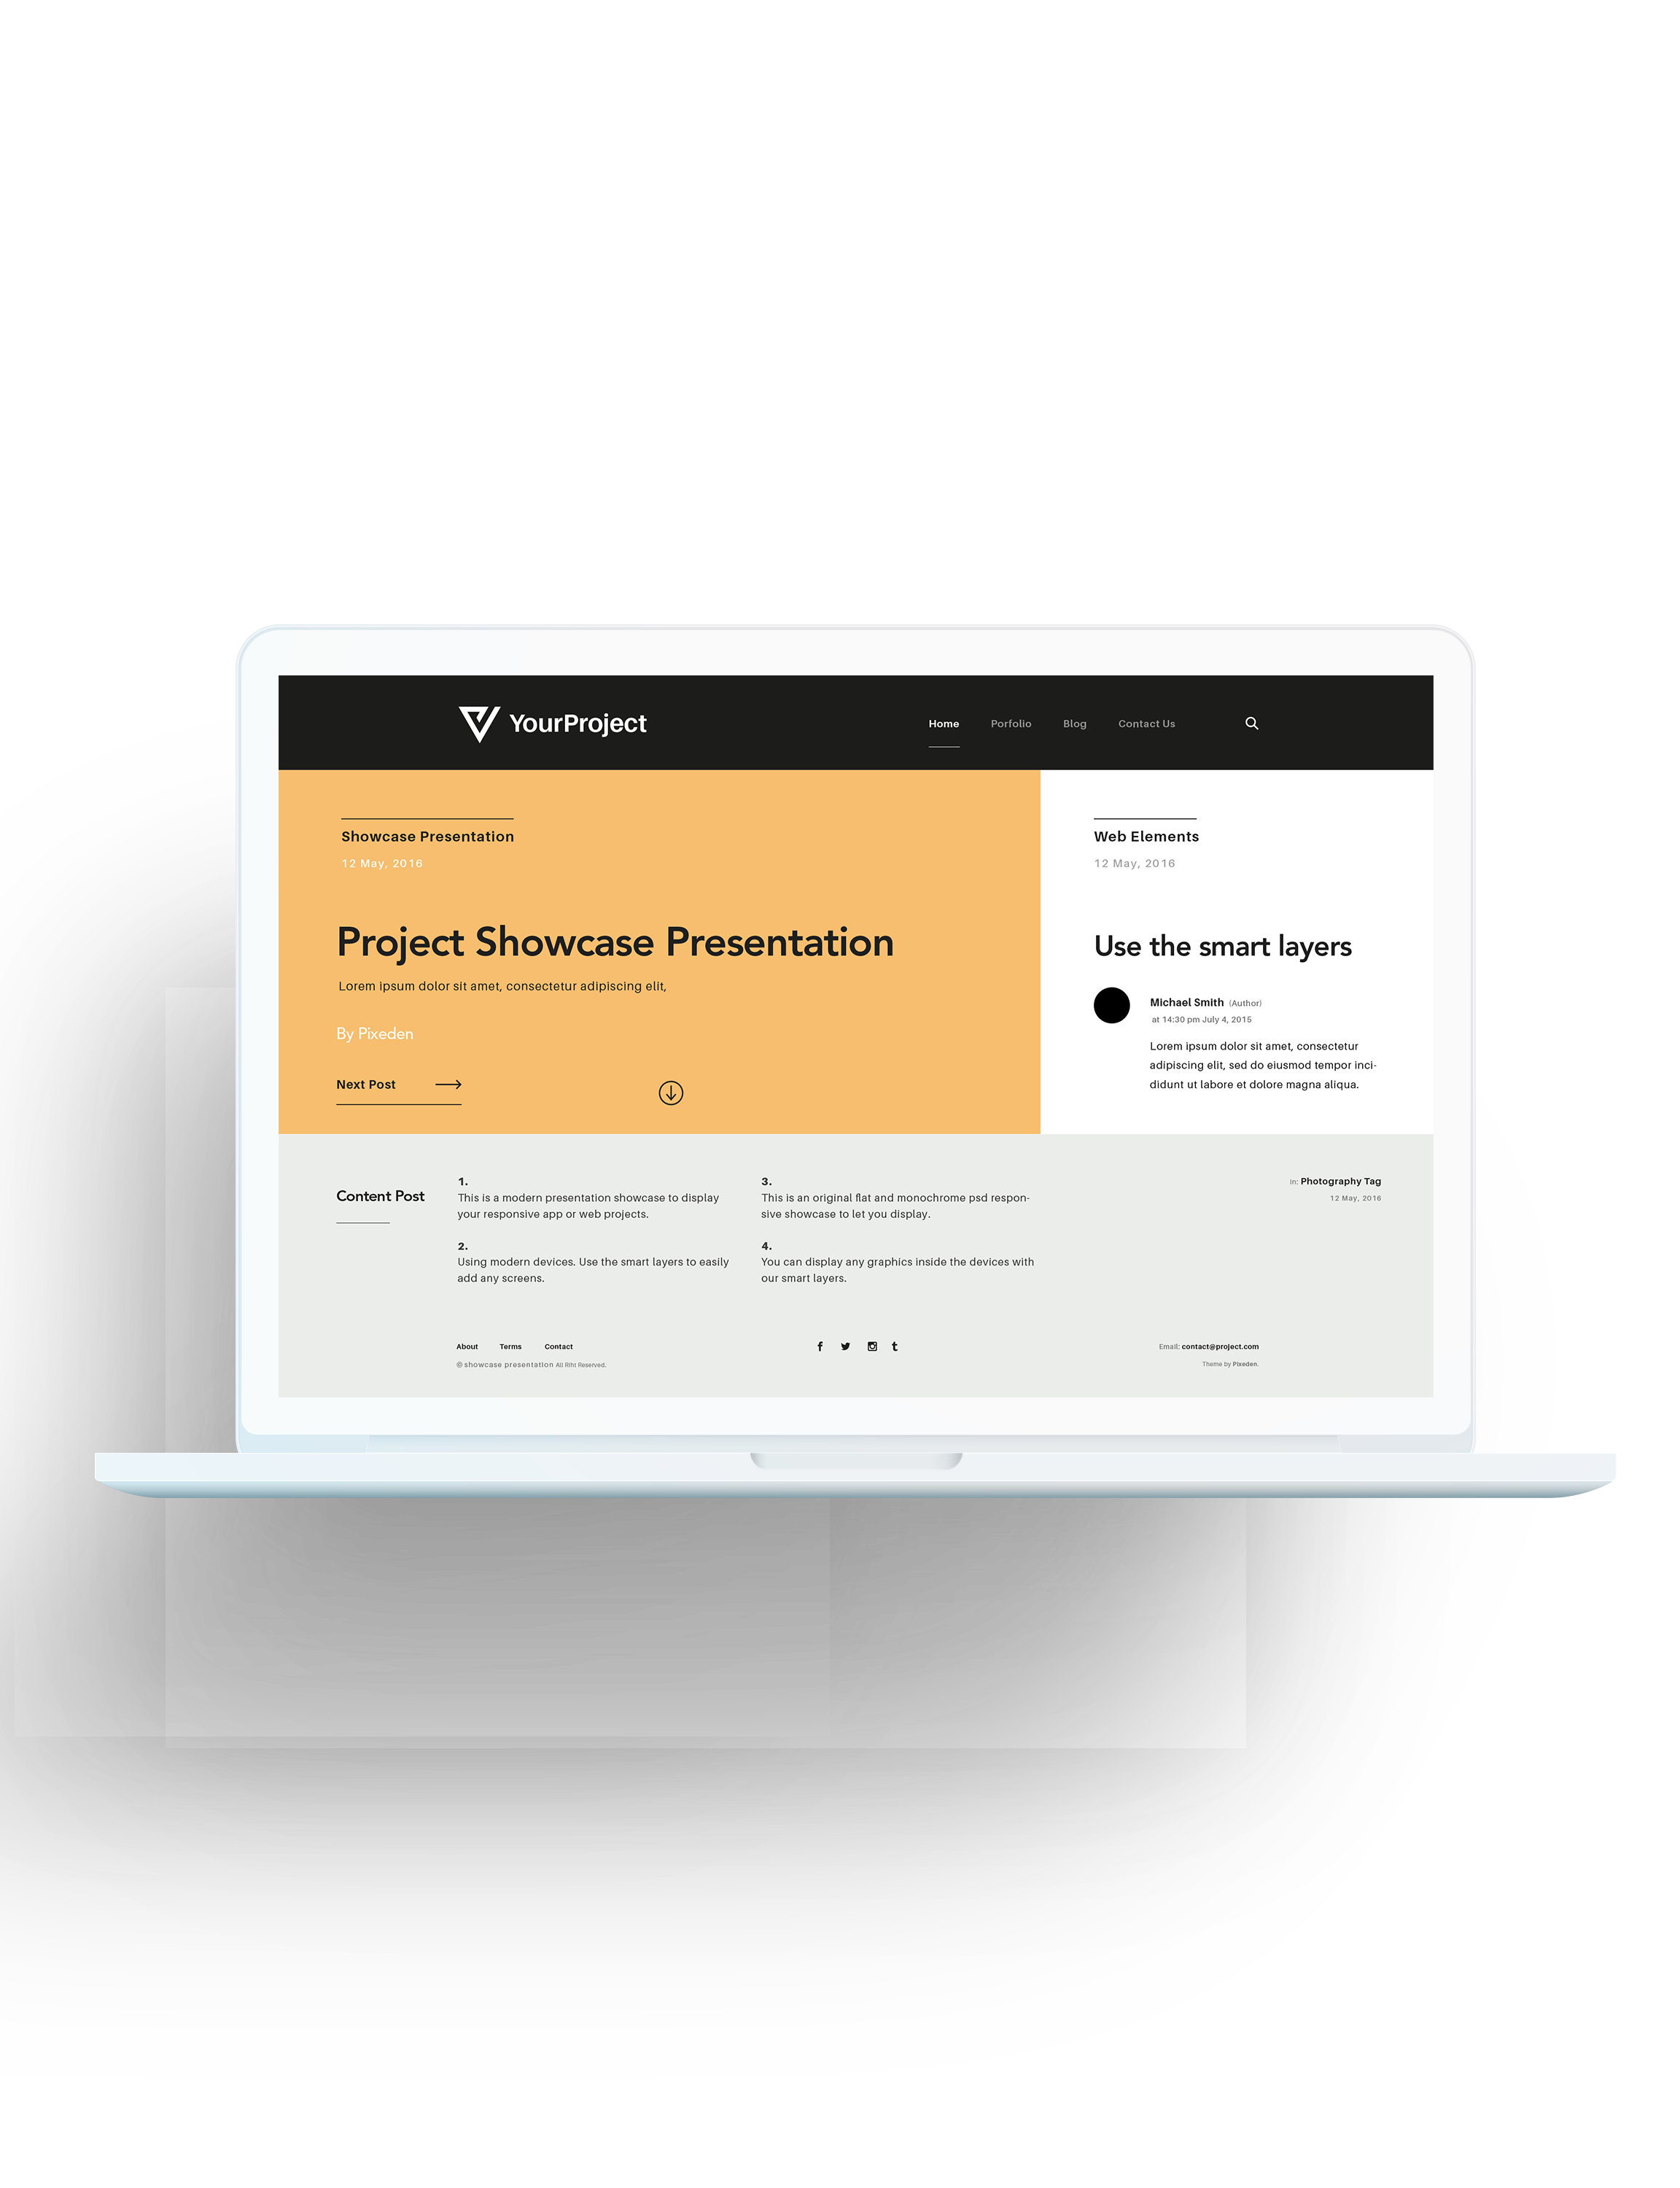 YourProject
Home Porfolio Blog Contact Us
Showcase Presentation
12 May, 2016
Project Showcase Presentation
Lorem ipsum dolor sit amet, consectetur adipiscing elit,
By Pixeden
Next Post
Web Elements
12 May, 2016
Use the smart layers
Michael Smith (Author)
at 14:30 pm July 4, 2015
Lorem ipsum dolor sit amet, consectetur
adipiscing elit, sed do eiusmod tempor inci-
didunt ut labore et dolore magna aliqua.
Content Post
1.
This is a modern presentation showcase to display
your responsive app or web projects.
2.
Using modern devices. Use the smart layers to easily
add any screens.
3.
This is an original flat and monochrome psd respon-
sive showcase to let you display.
4.
You can display any graphics inside the devices with
our smart layers.
in: Photography Tag
12 May, 2016
About Terms Contact
© showcase presentation All Riht Reserved.
Email: contact@project.com
Theme by Pixeden.